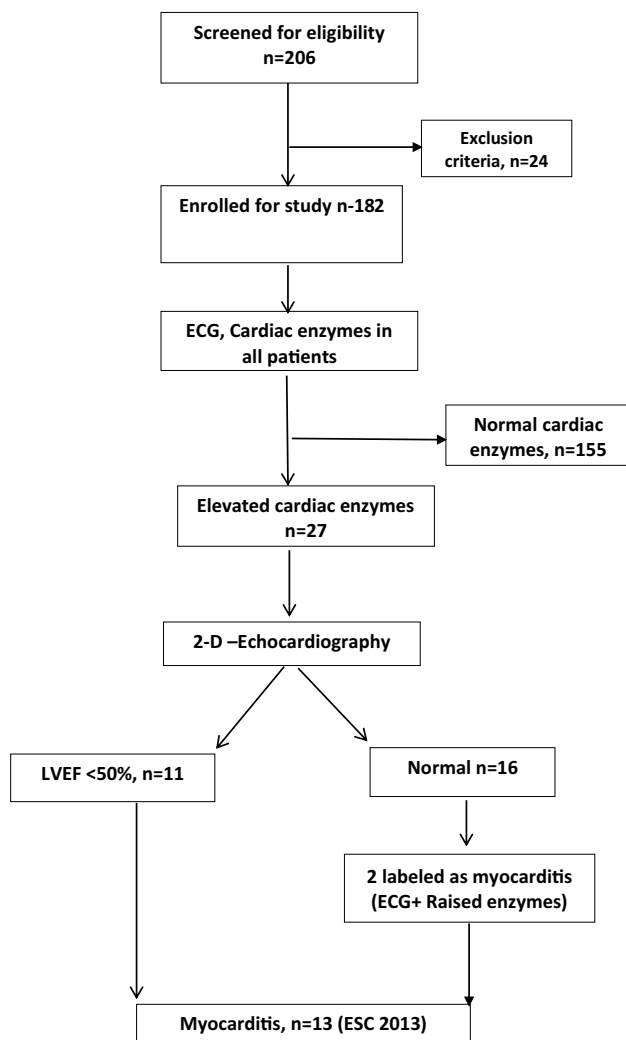 Screened for eligibility
n=206
Exclusion
criteria, n=24
Enrolled for study n-182
ECG, Cardiac enzymes in
all patients
Normal cardiac
enzymes, n=155
Elevated cardiac enzymes
n=27
2-D –Echocardiography
LVEF <50%, n=11
Normal n=16
2 labeled as myocarditis
(ECG+ Raised enzymes)
Myocarditis, n=13 (ESC 2013)